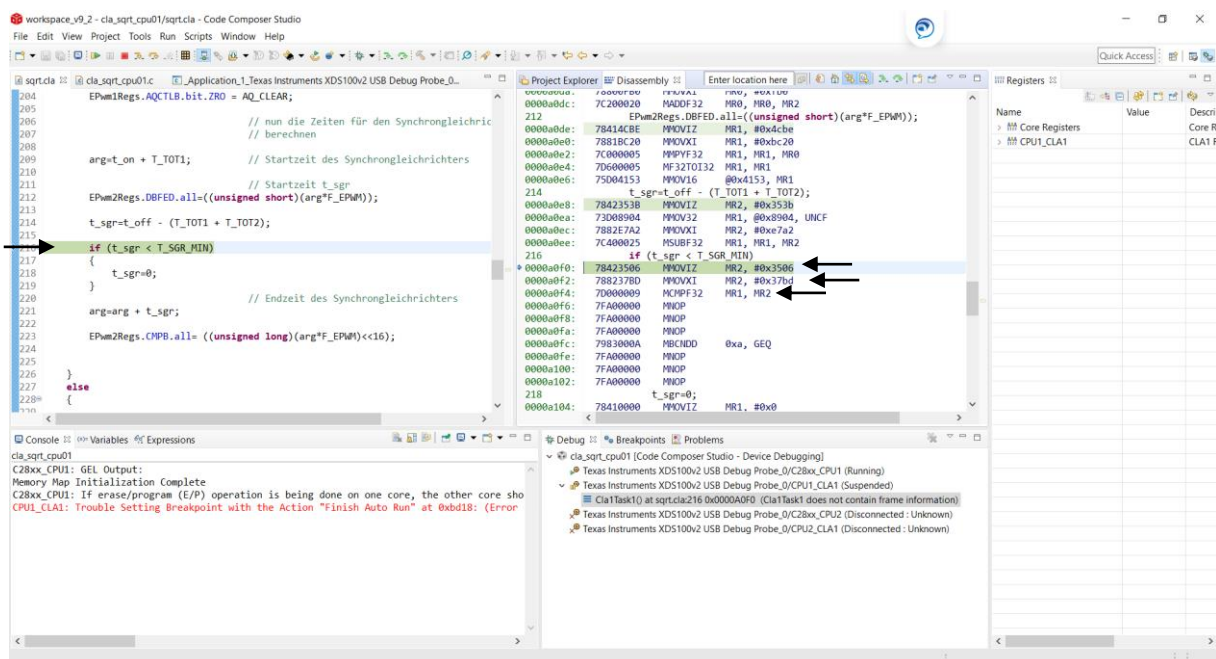 workspace_v9_2 - cla_sqrt_cpu01/sqrt.cla - Code Composer Studio
File Edit View Project Tools Run Scripts Window Help
Quick Access
sqrt.cla cla_sqrt_cpu01.c _Application_1_Texas Instruments XDS100v2 USB Debug Probe_0...
204 EPwm1Regs.AQCTLB.bit.ZRO = AQ_CLEAR;
205
206 // nun die Zeiten für den Synchrongleichric
207 // berechnen
208
209 arg=t_on + T_TOT1; // Startzeit des Synchrongleichrichters
210
211 // Startzeit t_sgr
212 EPwm2Regs.DBFED.all=((unsigned short)(arg*F_EPWM));
213
214 t_sgr=t_off - (T_TOT1 + T_TOT2);
215
if (t_sgr < T_SGR_MIN)
217 {
218 t_sgr=0;
219 }
220 // Endzeit des Synchrongleichrichters
221 arg=arg + t_sgr;
222
223 EPwm2Regs.CMPB.all= ((unsigned long)(arg*F_EPWM)<<16);
224
225
226 }
227 else
228 {
Project Explorer Disassembly Enter location here
0000a0dc: 7C200020 MADDF32 MR0, MR0, MR2
212 EPwm2Regs.DBFED.all=((unsigned short)(arg*F_EPWM));
0000a0de: 78414CBE MMOVIZ MR1, #0x4cbe
0000a0e0: 7881BC20 MMOVXI MR1, #0xbc20
0000a0e2: 7C000005 MMPYF32 MR1, MR1, MR0
0000a0e4: 7D600005 MF32TOI32 MR1, MR1
0000a0e6: 75D04153 MMOV16 @0x4153, MR1
214 t_sgr=t_off - (T_TOT1 + T_TOT2);
0000a0e8: 7842353B MMOVIZ MR2, #0x353b
0000a0ea: 73D08904 MMOV32 MR1, @0x8904, UNCF
0000a0ec: 7882E7A2 MMOVXI MR2, #0xe7a2
0000a0ee: 7C400025 MSUBF32 MR1, MR1, MR2
216 if (t_sgr < T_SGR_MIN)
0000a0f0: 78423506 MMOVIZ MR2, #0x3506
0000a0f2: 788237BD MMOVXI MR2, #0x37bd
0000a0f4: 7D000009 MCMPF32 MR1, MR2
0000a0f6: 7FA00000 MNOP
0000a0f8: 7FA00000 MNOP
0000a0fa: 7FA00000 MNOP
0000a0fc: 7983000A MBCNDD 0xa, GEQ
0000a0fe: 7FA00000 MNOP
0000a100: 7FA00000 MNOP
0000a102: 7FA00000 MNOP
218 t_sgr=0;
0000a104: 78410000 MMOVIZ MR1, #0x0
Registers
Name Value Descri
Core Registers Core R
CPU1_CLA1 CLA1 F
Console Variables Expressions
cla_sqrt_cpu01
C28xx_CPU1: GEL Output:
Memory Map Initialization Complete
C28xx_CPU1: If erase/program (E/P) operation is being done on one core, the other core sho
CPU1_CLA1: Trouble Setting Breakpoint with the Action "Finish Auto Run" at 0xbd18: (Error
Debug Breakpoints Problems
cla_sqrt_cpu01 [Code Composer Studio - Device Debugging]
Texas Instruments XDS100v2 USB Debug Probe_0/C28xx_CPU1 (Running)
Texas Instruments XDS100v2 USB Debug Probe_0/CPU1_CLA1 (Suspended)
Cla1Task1() at sqrt.cla:216 0x0000A0F0 (Cla1Task1 does not contain frame information)
Texas Instruments XDS100v2 USB Debug Probe_0/C28xx_CPU2 (Disconnected : Unknown)
Texas Instruments XDS100v2 USB Debug Probe_0/CPU2_CLA1 (Disconnected : Unknown)